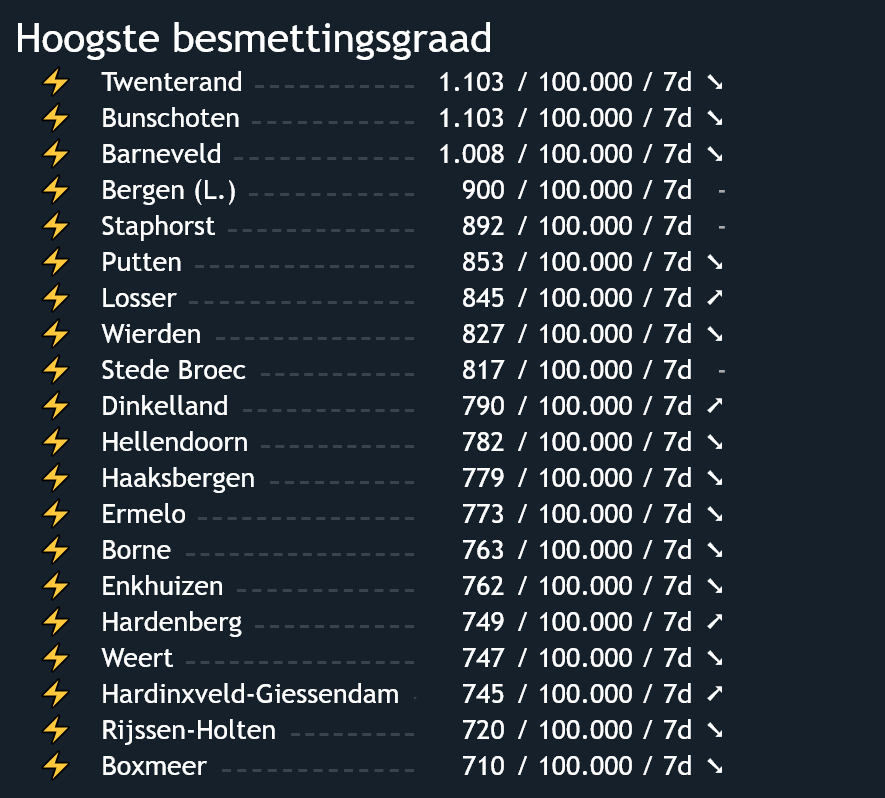 Hoogste besmettingsgraad
⚡ Twenterand 1.103 / 100.000 / 7d ➘
⚡ Bunschoten 1.103 / 100.000 / 7d ➘
⚡ Barneveld 1.008 / 100.000 / 7d ➘
⚡ Bergen (L.) 900 / 100.000 / 7d -
⚡ Staphorst 892 / 100.000 / 7d -
⚡ Putten 853 / 100.000 / 7d ➘
⚡ Losser 845 / 100.000 / 7d ➚
⚡ Wierden 827 / 100.000 / 7d ➘
⚡ Stede Broec 817 / 100.000 / 7d -
⚡ Dinkelland 790 / 100.000 / 7d ➚
⚡ Hellendoorn 782 / 100.000 / 7d ➘
⚡ Haaksbergen 779 / 100.000 / 7d ➘
⚡ Ermelo 773 / 100.000 / 7d ➘
⚡ Borne 763 / 100.000 / 7d ➘
⚡ Enkhuizen 762 / 100.000 / 7d ➘
⚡ Hardenberg 749 / 100.000 / 7d ➚
⚡ Weert 747 / 100.000 / 7d ➘
⚡ Hardinxveld-Giessendam 745 / 100.000 / 7d ➚
⚡ Rijssen-Holten 720 / 100.000 / 7d ➘
⚡ Boxmeer 710 / 100.000 / 7d ➘